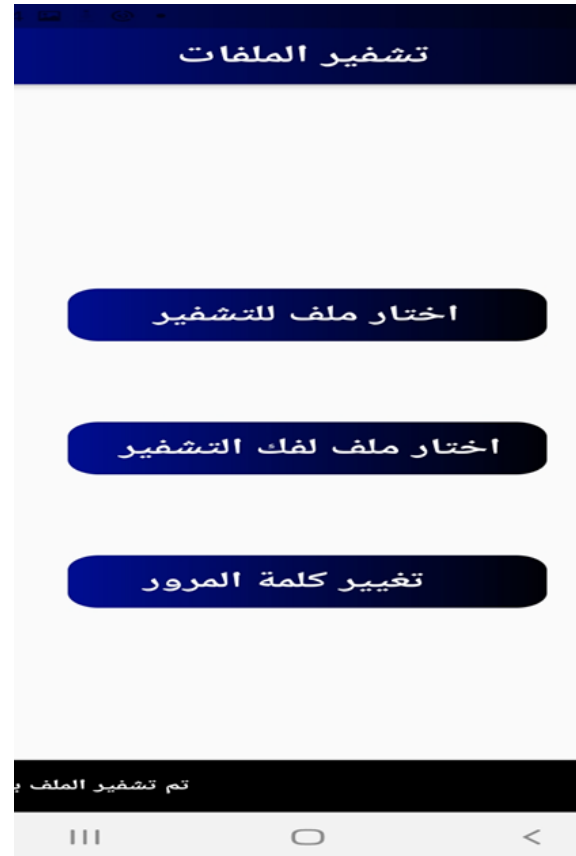 تشفير الملفات
اختار ملف للتشفير
اختار ملف لفك التشفير
تغيير كلمة المرور
تم تشفير الملف ب